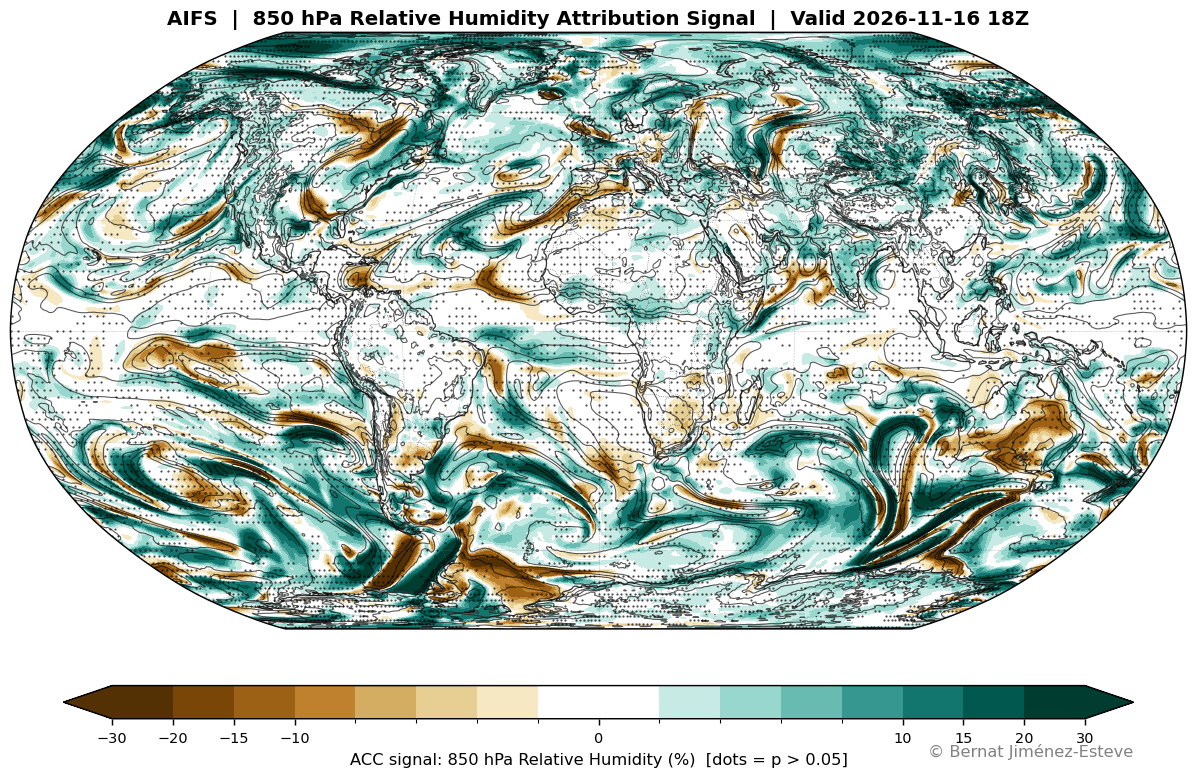 AIFS | 850 hPa Relative Humidity Attribution Signal | Valid 2026-11-16 18Z
−30 −20 −15 −10 0 10 15 20 30
ACC signal: 850 hPa Relative Humidity (%) [dots = p > 0.05]
© Bernat Jiménez-Esteve